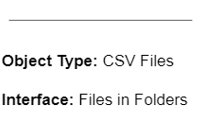 Object Type: CSV Files
Interface: Files in Folders